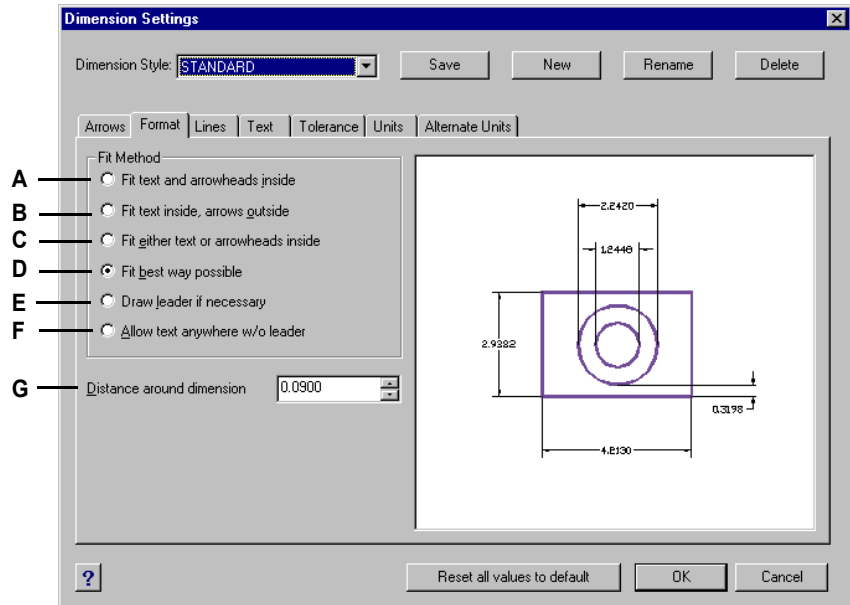 Dimension Settings
Dimension Style: STANDARD Save New Rename Delete
Arrows Format Lines Text Tolerance Units Alternate Units
Fit Method
A Fit text and arrowheads inside
B Fit text inside, arrows outside
C Fit either text or arrowheads inside
D Fit best way possible
E Draw leader if necessary
F Allow text anywhere w/o leader
G Distance around dimension 0.0900
2.2420
1.2448
2.9382
0.3198
4.2130
? Reset all values to default OK Cancel